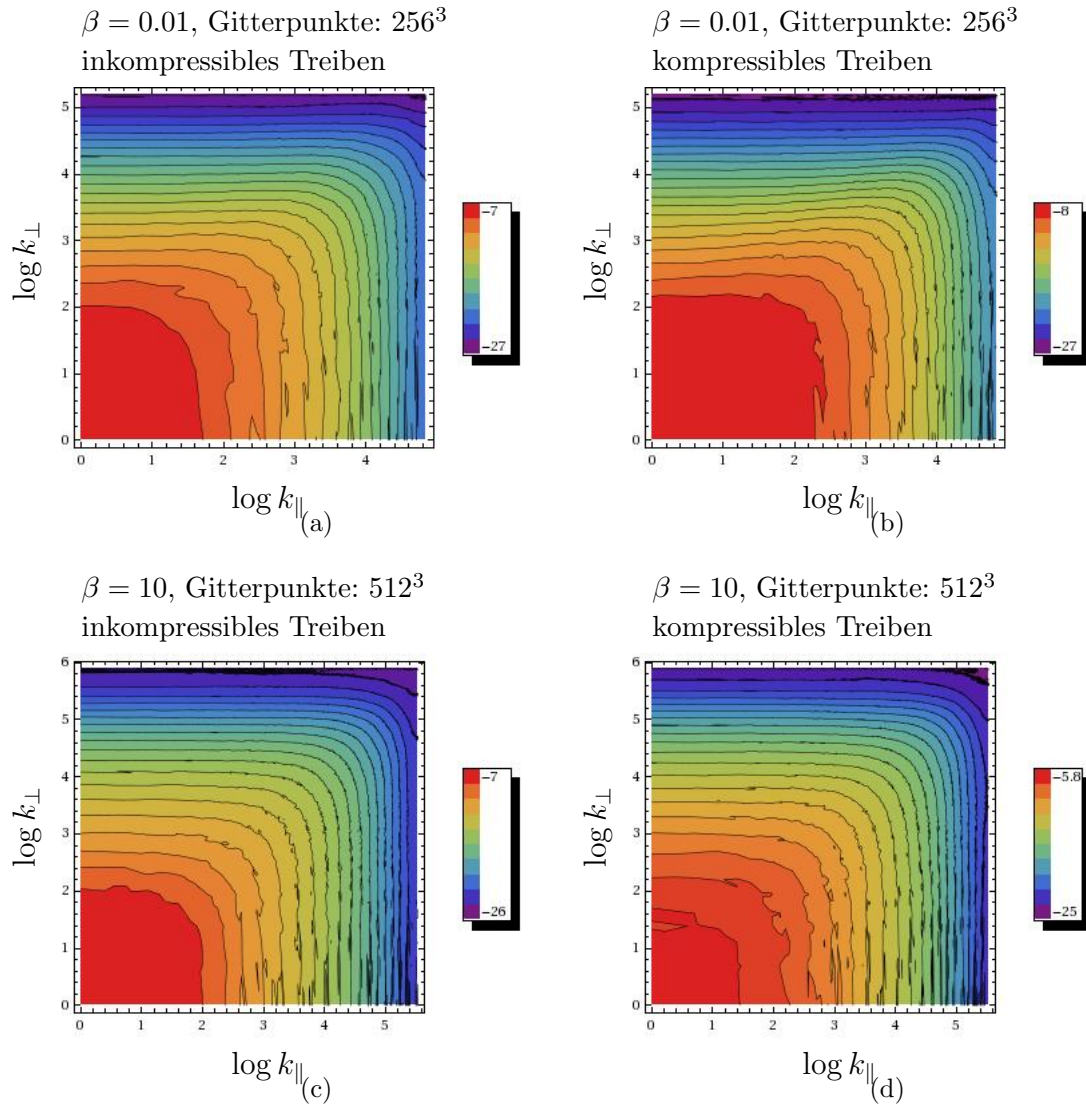 β = 0.01, Gitterpunkte: 256³
inkompressibles Treiben
5
4
3
2
1
0
0 1 2 3 4
log k⊥
log k∥
−7
−27
(a)
β = 0.01, Gitterpunkte: 256³
kompressibles Treiben
5
4
3
2
1
0
0 1 2 3 4
log k⊥
log k∥
−8
−27
(b)
β = 10, Gitterpunkte: 512³
inkompressibles Treiben
6
5
4
3
2
1
0
0 1 2 3 4 5
log k⊥
log k∥
−7
−26
(c)
β = 10, Gitterpunkte: 512³
kompressibles Treiben
6
5
4
3
2
1
0
0 1 2 3 4 5
log k⊥
log k∥
−5.8
−25
(d)